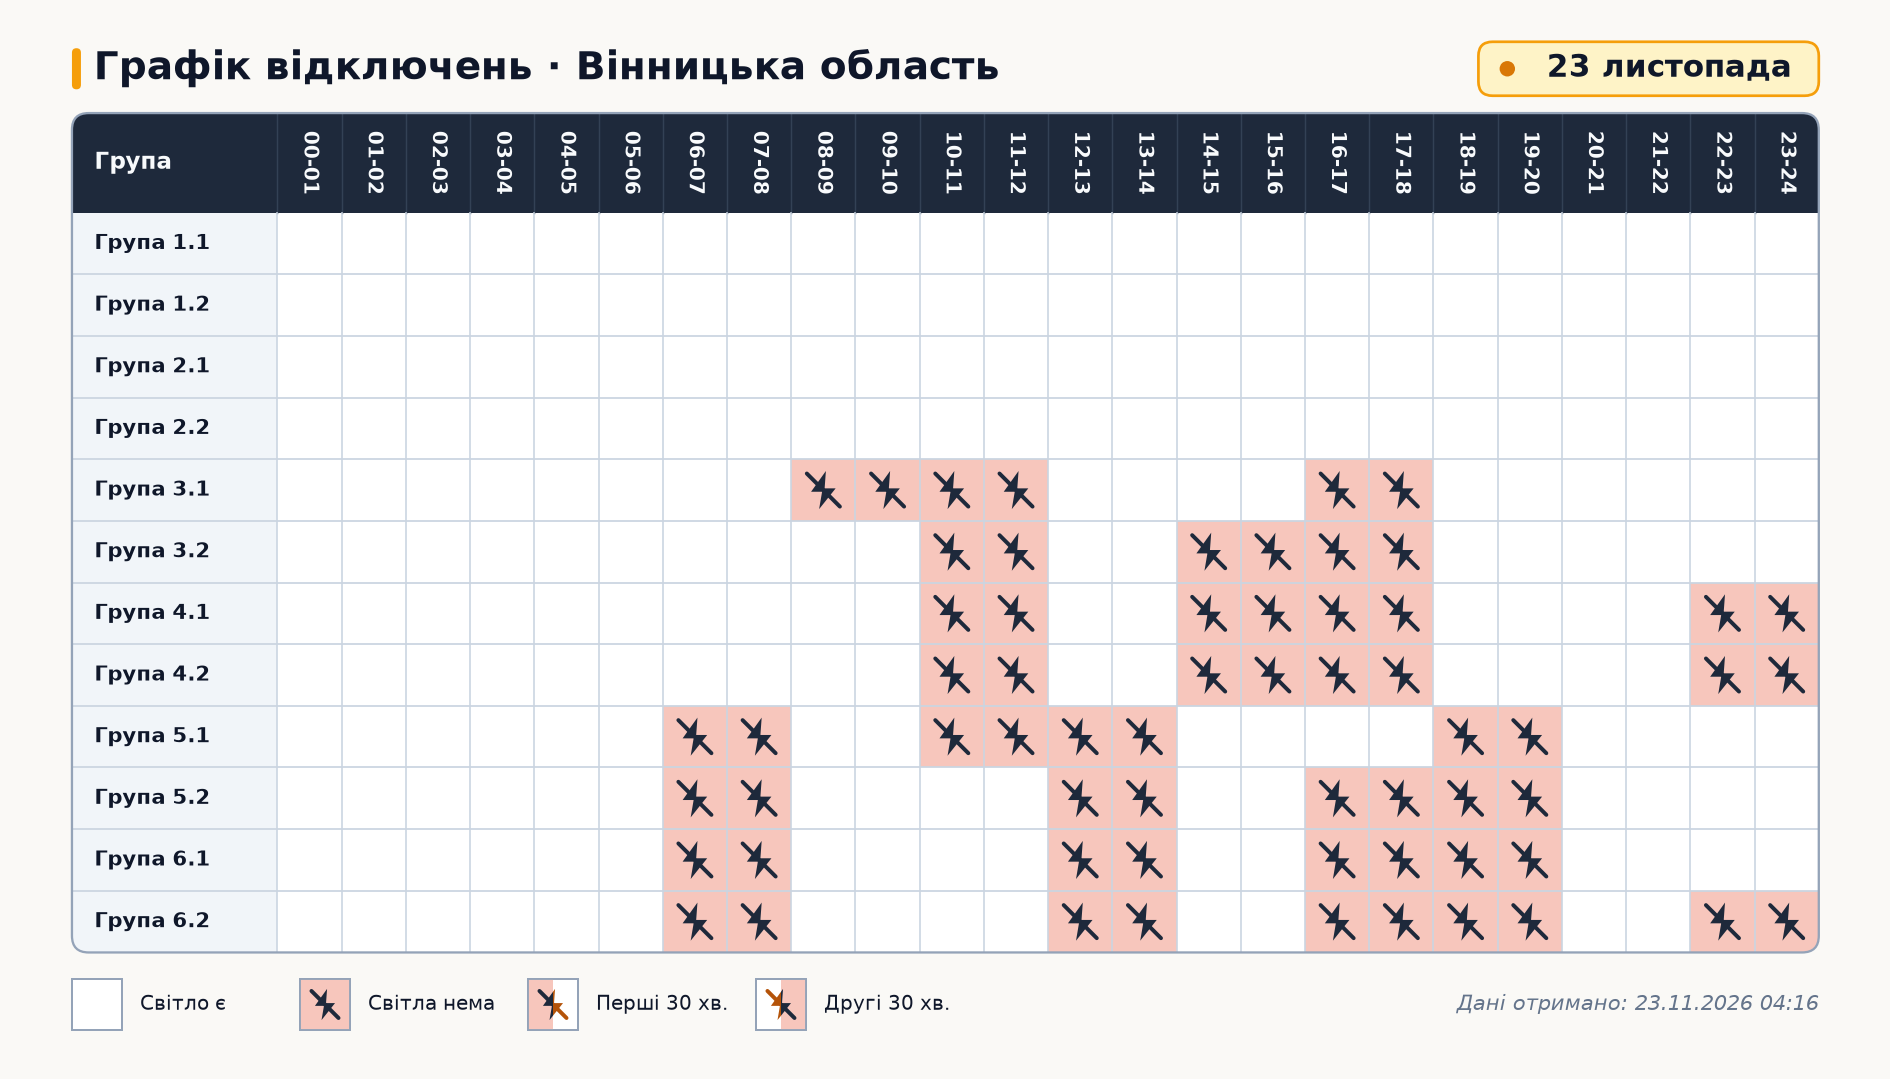 Графік відключень · Вінницька область
23 листопада
Група 00-01 01-02 02-03 03-04 04-05 05-06 06-07 07-08 08-09 09-10 10-11 11-12 12-13 13-14 14-15 15-16 16-17 17-18 18-19 19-20 20-21 21-22 22-23 23-24
Група 1.1
Група 1.2
Група 2.1
Група 2.2
Група 3.1
Група 3.2
Група 4.1
Група 4.2
Група 5.1
Група 5.2
Група 6.1
Група 6.2
Світло є Світла нема Перші 30 хв. Другі 30 хв.
Дані отримано: 23.11.2026 04:16